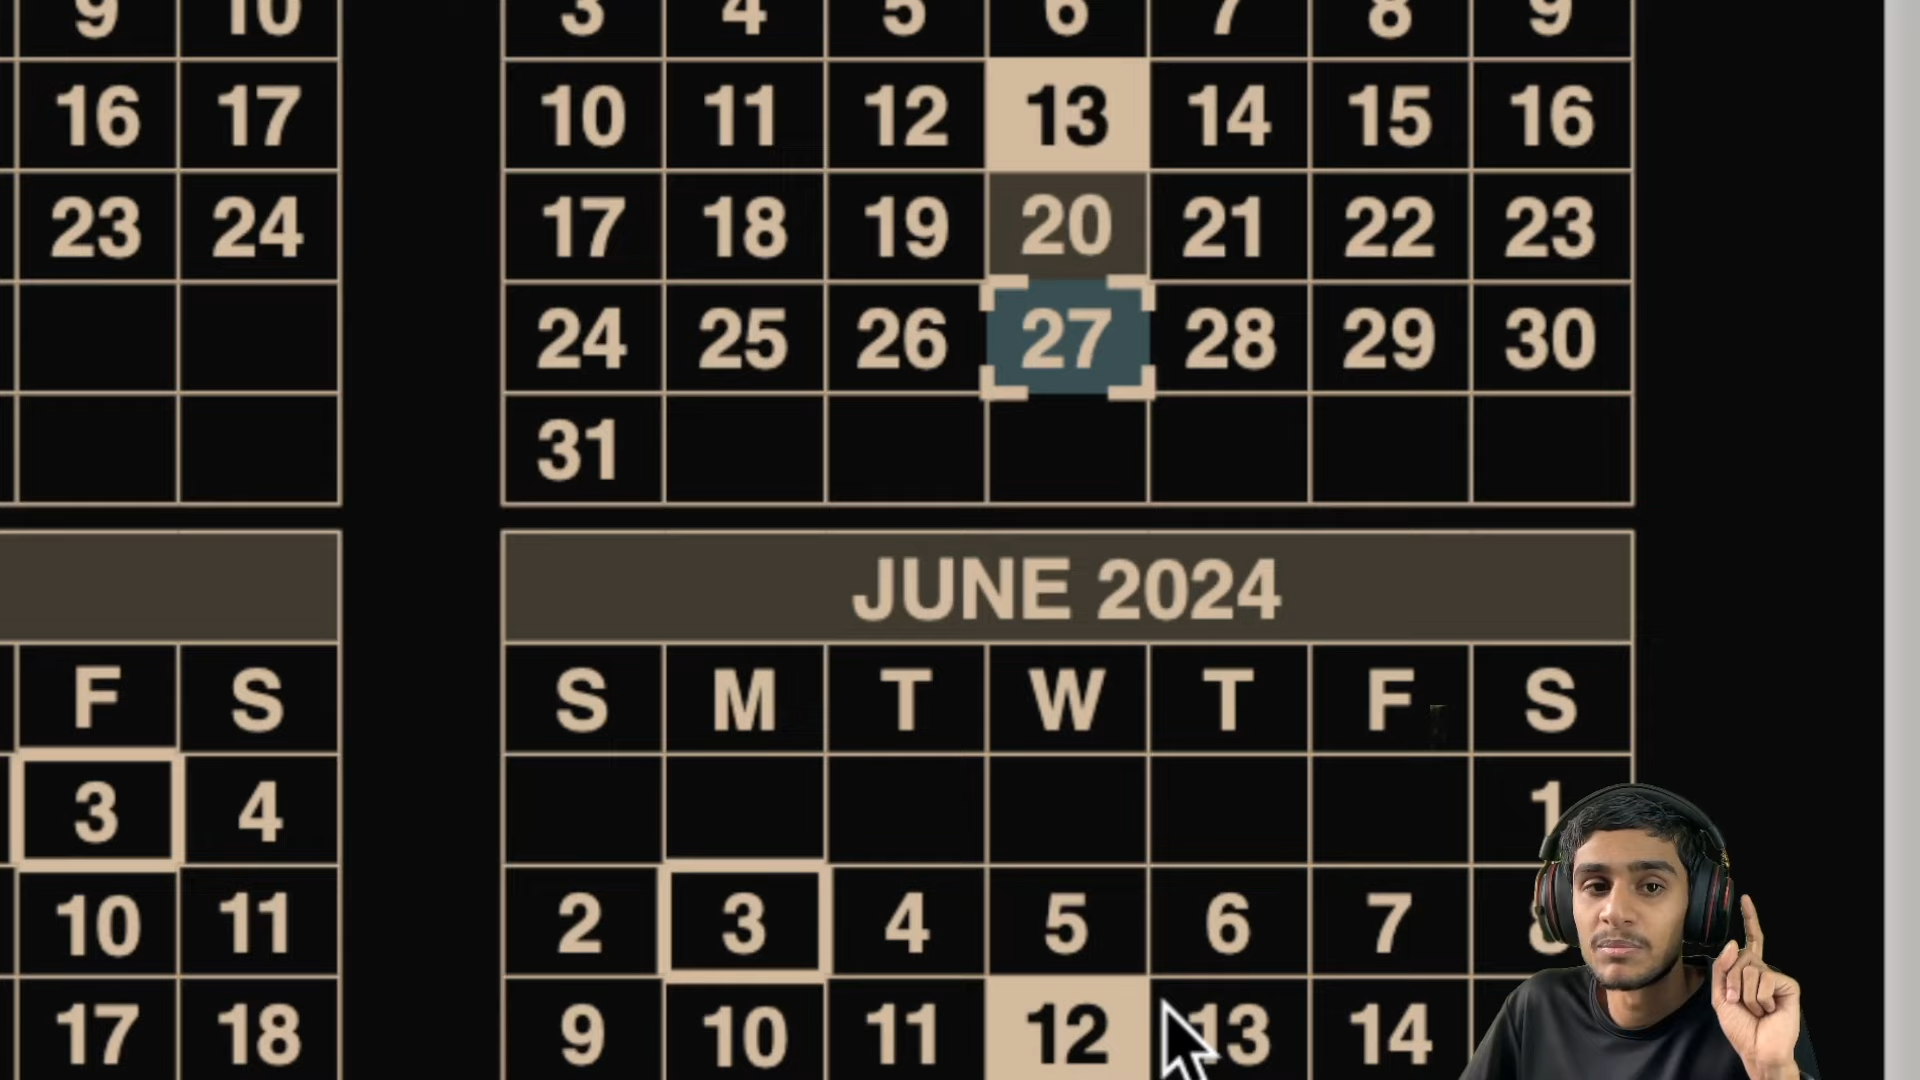 9 10
16 17
23 24
3 4 5 6 7 8 9
10 11 12 13 14 15 16
17 18 19 20 21 22 23
24 25 26 27 28 29 30
31
F S
3 4
10 11
17 18
JUNE 2024
S M T W T F S
1
2 3 4 5 6 7
9 10 11 12 13 14